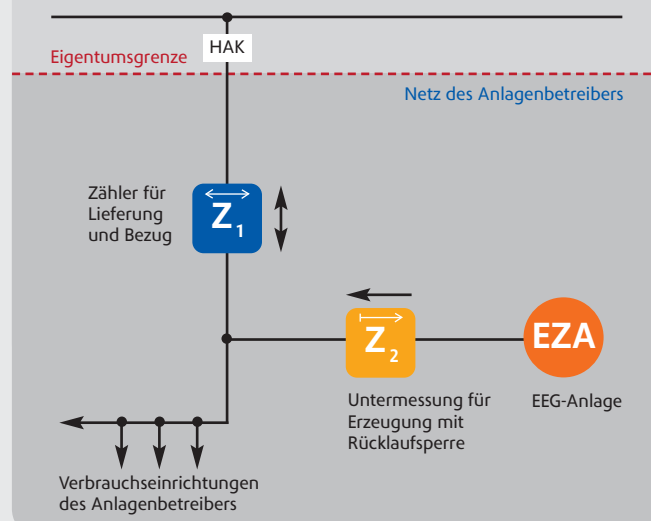 HAK
Eigentumsgrenze
Netz des Anlagenbetreibers
Zähler für
Lieferung
und Bezug
Z1
Z2
EZA
Untermessung für
Erzeugung mit
Rücklaufsperre
EEG-Anlage
Verbrauchseinrichtungen
des Anlagenbetreibers